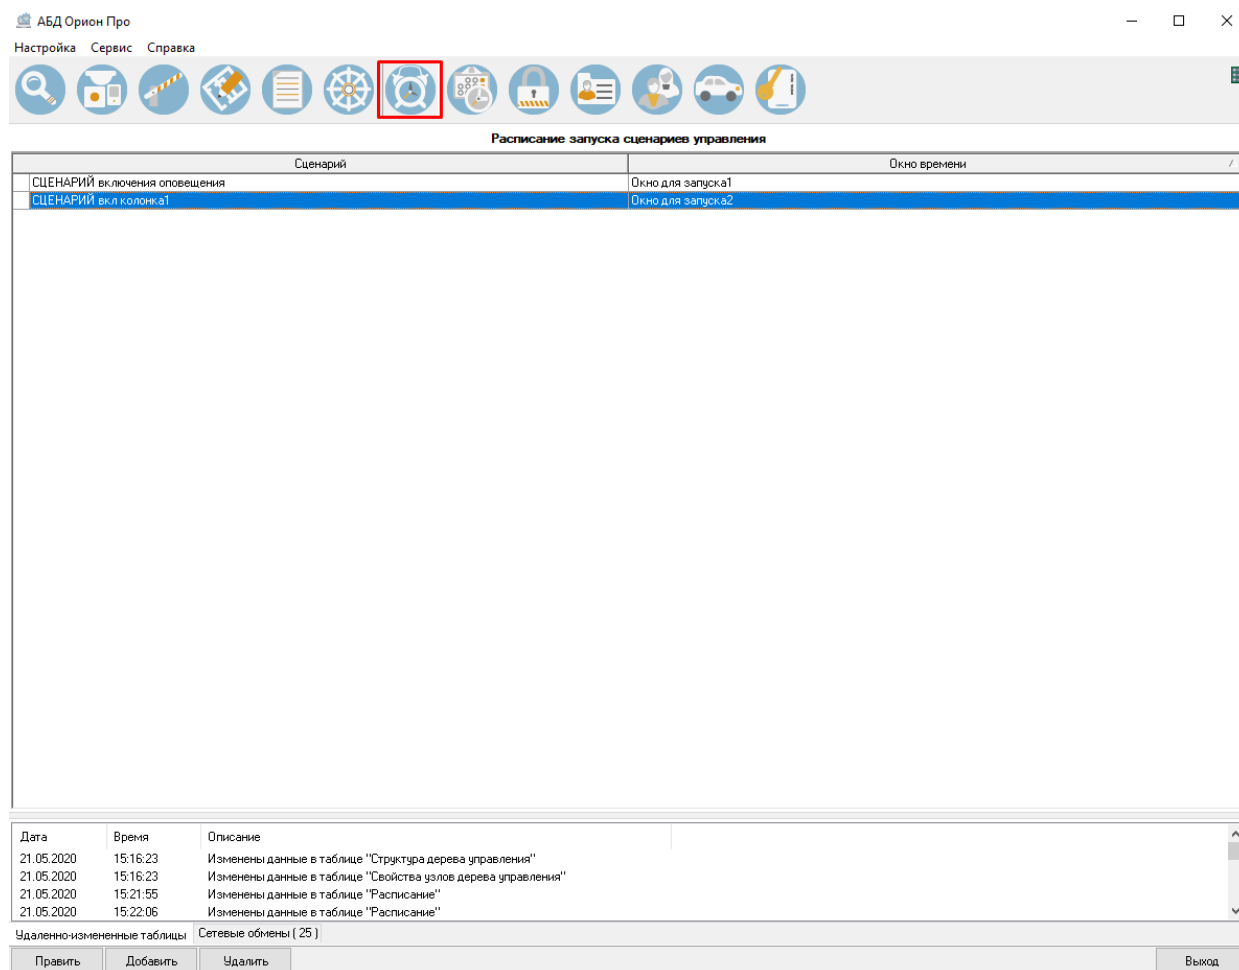 АБД Орион Про
Настройка Сервис Справка
Расписание запуска сценариев управления
Сценарий Окно времени
СЦЕНАРИЙ включения оповещения Окно для запуска1
СЦЕНАРИЙ вкл колонка1 Окно для запуска2
Дата Время Описание
21.05.2020 15:16:23 Изменены данные в таблице "Структура дерева управления"
21.05.2020 15:16:23 Изменены данные в таблице "Свойства узлов дерева управления"
21.05.2020 15:21:55 Изменены данные в таблице "Расписание"
21.05.2020 15:22:06 Изменены данные в таблице "Расписание"
Удаленно-измененные таблицы Сетевые обмены ( 25 )
Править Добавить Удалить Выход